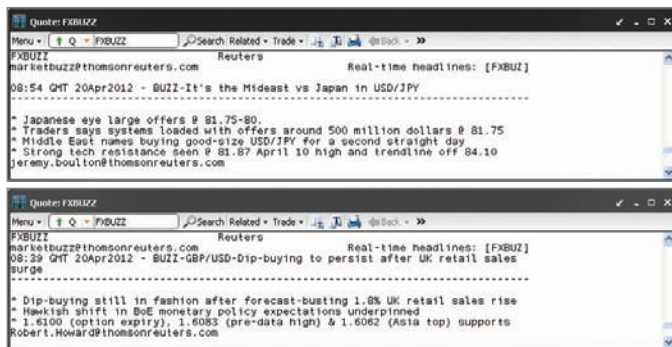 Quote: FXBUZZ
Menu Q FXBUZZ Search Related Trade Back
FXBUZZ Reuters
marketbuzz@thomsonreuters.com Real-time headlines: [FXBUZ]
08:54 GMT 20Apr2012 - BUZZ-It's the Mideast vs Japan in USD/JPY
* Japanese eye large offers @ 81.75-80.
* Traders says systems loaded with offers around 500 million dollars @ 81.75
* Middle East names buying good-size USD/JPY for a second straight day
* Strong tech resistance seen @ 81.87 April 10 high and trendline off 84.10
jeremy.boulton@thomsonreuters.com
Quote: FXBUZZ
Menu Q FXBUZZ Search Related Trade Back
FXBUZZ Reuters
marketbuzz@thomsonreuters.com Real-time headlines: [FXBUZ]
08:39 GMT 20Apr2012 - BUZZ-GBP/USD-Dip-buying to persist after UK retail sales
surge
* Dip-buying still in fashion after forecast-busting 1.8% UK retail sales rise
* Hawkish shift in BoE monetary policy expectations underpinned
* 1.6100 (option expiry), 1.6083 (pre-data high) & 1.6062 (Asia top) supports
Robert.Howard@thomsonreuters.com